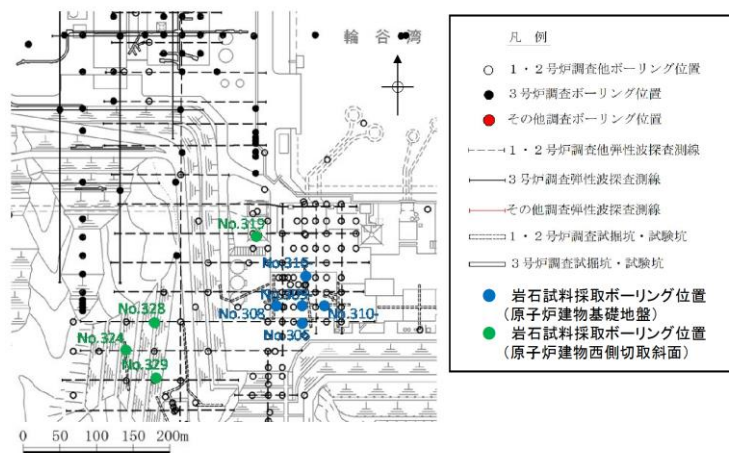 輪谷湾
No.319
No.316
No.305
No.308
No.310
No.306
No.328
No.324
No.329
0 50 100 150 200m
凡例
1・2号炉調査他ボーリング位置
3号炉調査ボーリング位置
その他調査ボーリング位置
1・2号炉調査他弾性波探査測線
3号炉調査弾性波探査測線
その他調査弾性波探査測線
1・2号炉調査試掘坑・試験坑
3号炉調査試掘坑・試験坑
岩石試料採取ボーリング位置
(原子炉建物基礎地盤)
岩石試料採取ボーリング位置
(原子炉建物西側切取斜面)